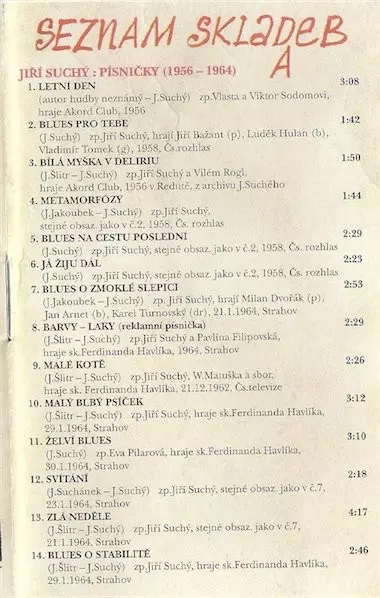 SEZNAM SKLADEB
A
JIŘÍ SUCHÝ : PÍSNIČKY (1956 – 1964)
1. LETNÍ DEN 3:08
(autor hudby neznámý – J.Suchý) zp.Vlasta a Viktor Sodomovi,
hraje Akord Club, 1956
2. BLUES PRO TEBE 1:42
(J.Suchý) zp.Jiří Suchý, hrají Jiří Bažant (p), Luděk Hulan (b),
Vladimír Tomek (g), 1958, Čs.rozhlas
3. BÍLÁ MYŠKA V DELIRIU 1:50
(J.Šlitr – J.Suchý) zp.Jiří Suchý a Vilém Rogl,
hraje Akord Club, 1956 v Redutě, z archivu J.Suchého
4. METAMORFÓZY 1:44
(J.Jakoubek – J.Suchý) zp.Jiří Suchý,
stejné obsaz. jako v č.2, 1958, Čs. rozhlas
5. BLUES NA CESTU POSLEDNÍ 2:29
(J.Šlitr – J.Suchý) zp.Jiří Suchý, stejné obsaz. jako v č.2, 1958, Čs. rozhlas
6. JÁ ŽIJU DÁL 2:23
(J.Šlitr – J.Suchý) zp.Jiří Suchý, stejné obsaz. jako v č.2, 1958, Čs. rozhlas
7. BLUES O ZMOKLÉ SLEPICI 2:53
(J.Jakoubek – J.Suchý) zp.Jiří Suchý, hrají Milan Dvořák (p),
Jan Arnet (b), Karel Turnovský (dr), 21.1.1964, Strahov
8. BARVY – LAKY (reklamní písnička) 2:29
(J.Šlitr – J.Suchý) zp.Jiří Suchý a Pavlína Filipovská,
hraje sk.Ferdinanda Havlíka, 1964, Strahov
9. MALÉ KOTĚ 2:26
(J.Šlitr – J.Suchý) zp.Jiří Suchý, W.Matuška a sbor,
hraje sk. Ferdinanda Havlíka, 21.12.1962, Čs.televize
10. MALÝ BLBÝ PSÍČEK 3:12
(J.Šlitr – J.Suchý) zp.Jiří Suchý, hraje sk.Ferdinanda Havlíka,
29.1.1964, Strahov
11. ŽELVÍ BLUES 3:10
(J.Suchý) zp.Eva Pilarová, hraje sk.Ferdinanda Havlíka,
30.1.1964, Strahov
12. SVÍTÁNÍ 2:18
(J.Suchánek – J.Suchý) zp.Jiří Suchý, stejné obsaz. jako v č.7,
23.1.1964, Strahov
13. ZLÁ NEDĚLE 4:17
(J.Šlitr – J.Suchý) zp.Jiří Suchý, stejné obsaz. jako v č.7,
21.1.1964, Strahov
14. BLUES O STABILITĚ 2:46
(J.Šlitr – J.Suchý) zp.Jiří Suchý, hraje sk.Ferdinanda Havlíka,
29.1.1964, Strahov